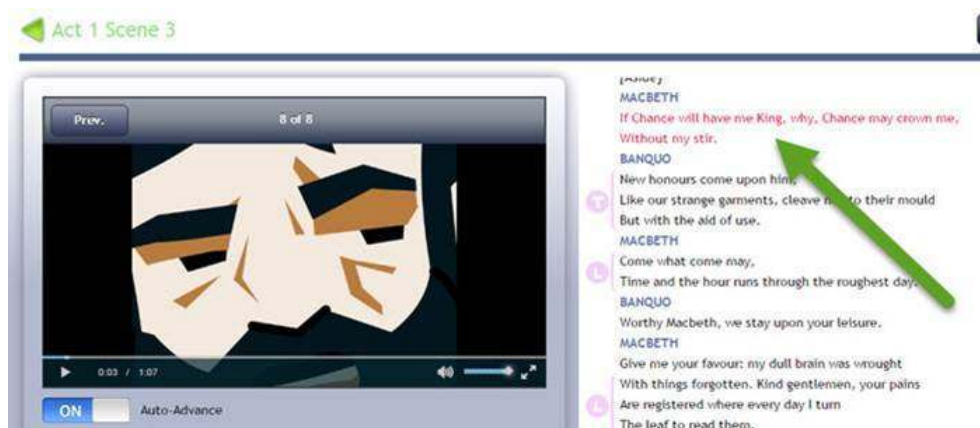 Act 1 Scene 3
Prev.
8 of 8
0:03 / 1:07
ON
Auto-Advance
[Aside]
MACBETH
If Chance will have me King, why, Chance may crown me,
Without my stir.
BANQUO
New honours come upon him,
T
Like our strange garments, cleave to their mould
But with the aid of use.
MACBETH
L
Come what come may,
Time and the hour runs through the roughest day.
BANQUO
Worthy Macbeth, we stay upon your leisure.
MACBETH
Give me your favour: my dull brain was wrought
With things forgotten. Kind gentlemen, your pains
L
Are registered where every day I turn
The leaf to read them.